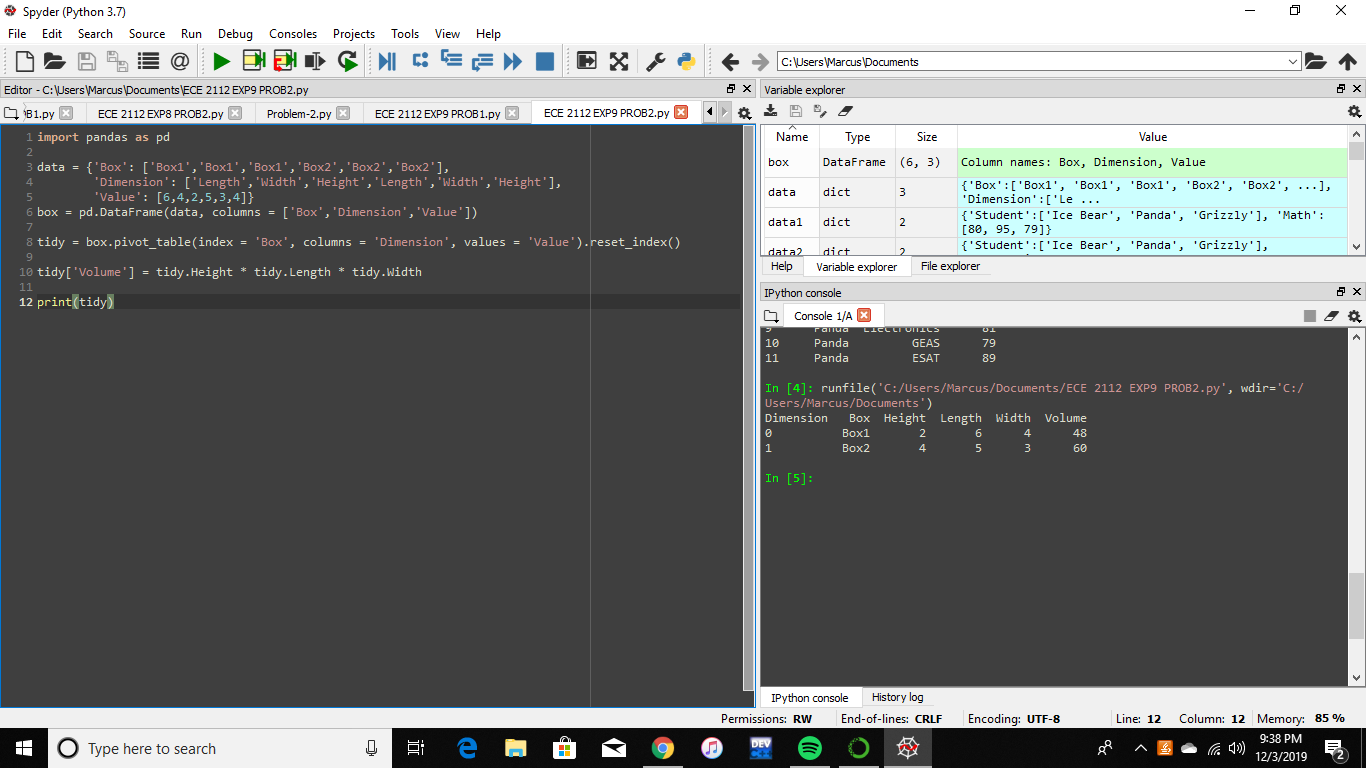 Spyder (Python 3.7)
File Edit Search Source Run Debug Consoles Projects Tools View Help
C:\Users\Marcus\Documents
Editor - C:\Users\Marcus\Documents\ECE 2112 EXP9 PROB2.py
B1.py ECE 2112 EXP8 PROB2.py Problem-2.py ECE 2112 EXP9 PROB1.py ECE 2112 EXP9 PROB2.py
1 import pandas as pd
2
3 data = {'Box': ['Box1','Box1','Box1','Box2','Box2','Box2'],
4 'Dimension': ['Length','Width','Height','Length','Width','Height'],
5 'Value': [6,4,2,5,3,4]}
6 box = pd.DataFrame(data, columns = ['Box','Dimension','Value'])
7
8 tidy = box.pivot_table(index = 'Box', columns = 'Dimension', values = 'Value').reset_index()
9
10 tidy['Volume'] = tidy.Height * tidy.Length * tidy.Width
11
12 print(tidy)
Variable explorer
Name Type Size Value
box DataFrame (6, 3) Column names: Box, Dimension, Value
data dict 3 {'Box':['Box1', 'Box1', 'Box1', 'Box2', 'Box2', ...],
'Dimension':['Le ...
data1 dict 2 {'Student':['Ice Bear', 'Panda', 'Grizzly'], 'Math':
[80, 95, 79]}
data2 dict 2 {'Student':['Ice Bear', 'Panda', 'Grizzly'],
Help Variable explorer File explorer
IPython console
Console 1/A
9 Panda Electronics 81
10 Panda GEAS 79
11 Panda ESAT 89
In [4]: runfile('C:/Users/Marcus/Documents/ECE 2112 EXP9 PROB2.py', wdir='C:/
Users/Marcus/Documents')
Dimension Box Height Length Width Volume
0 Box1 2 6 4 48
1 Box2 4 5 3 60
In [5]:
IPython console History log
Permissions: RW End-of-lines: CRLF Encoding: UTF-8 Line: 12 Column: 12 Memory: 85 %
Type here to search
DEV
9:38 PM
12/3/2019
2